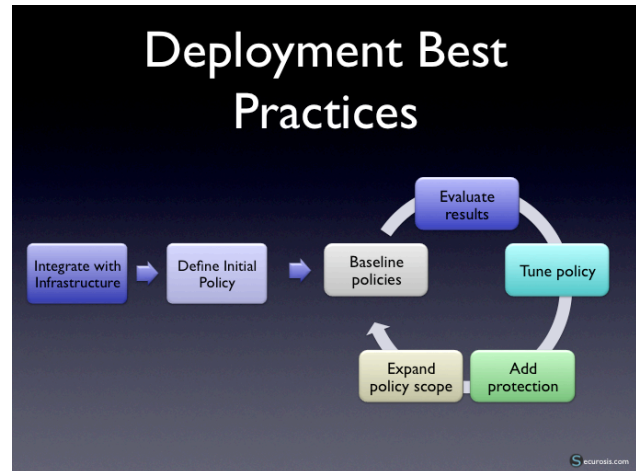 Deployment Best
Practices
Integrate with
Infrastructure
Define Initial
Policy
Baseline
policies
Evaluate
results
Tune policy
Add
protection
Expand
policy scope
Securosis.com